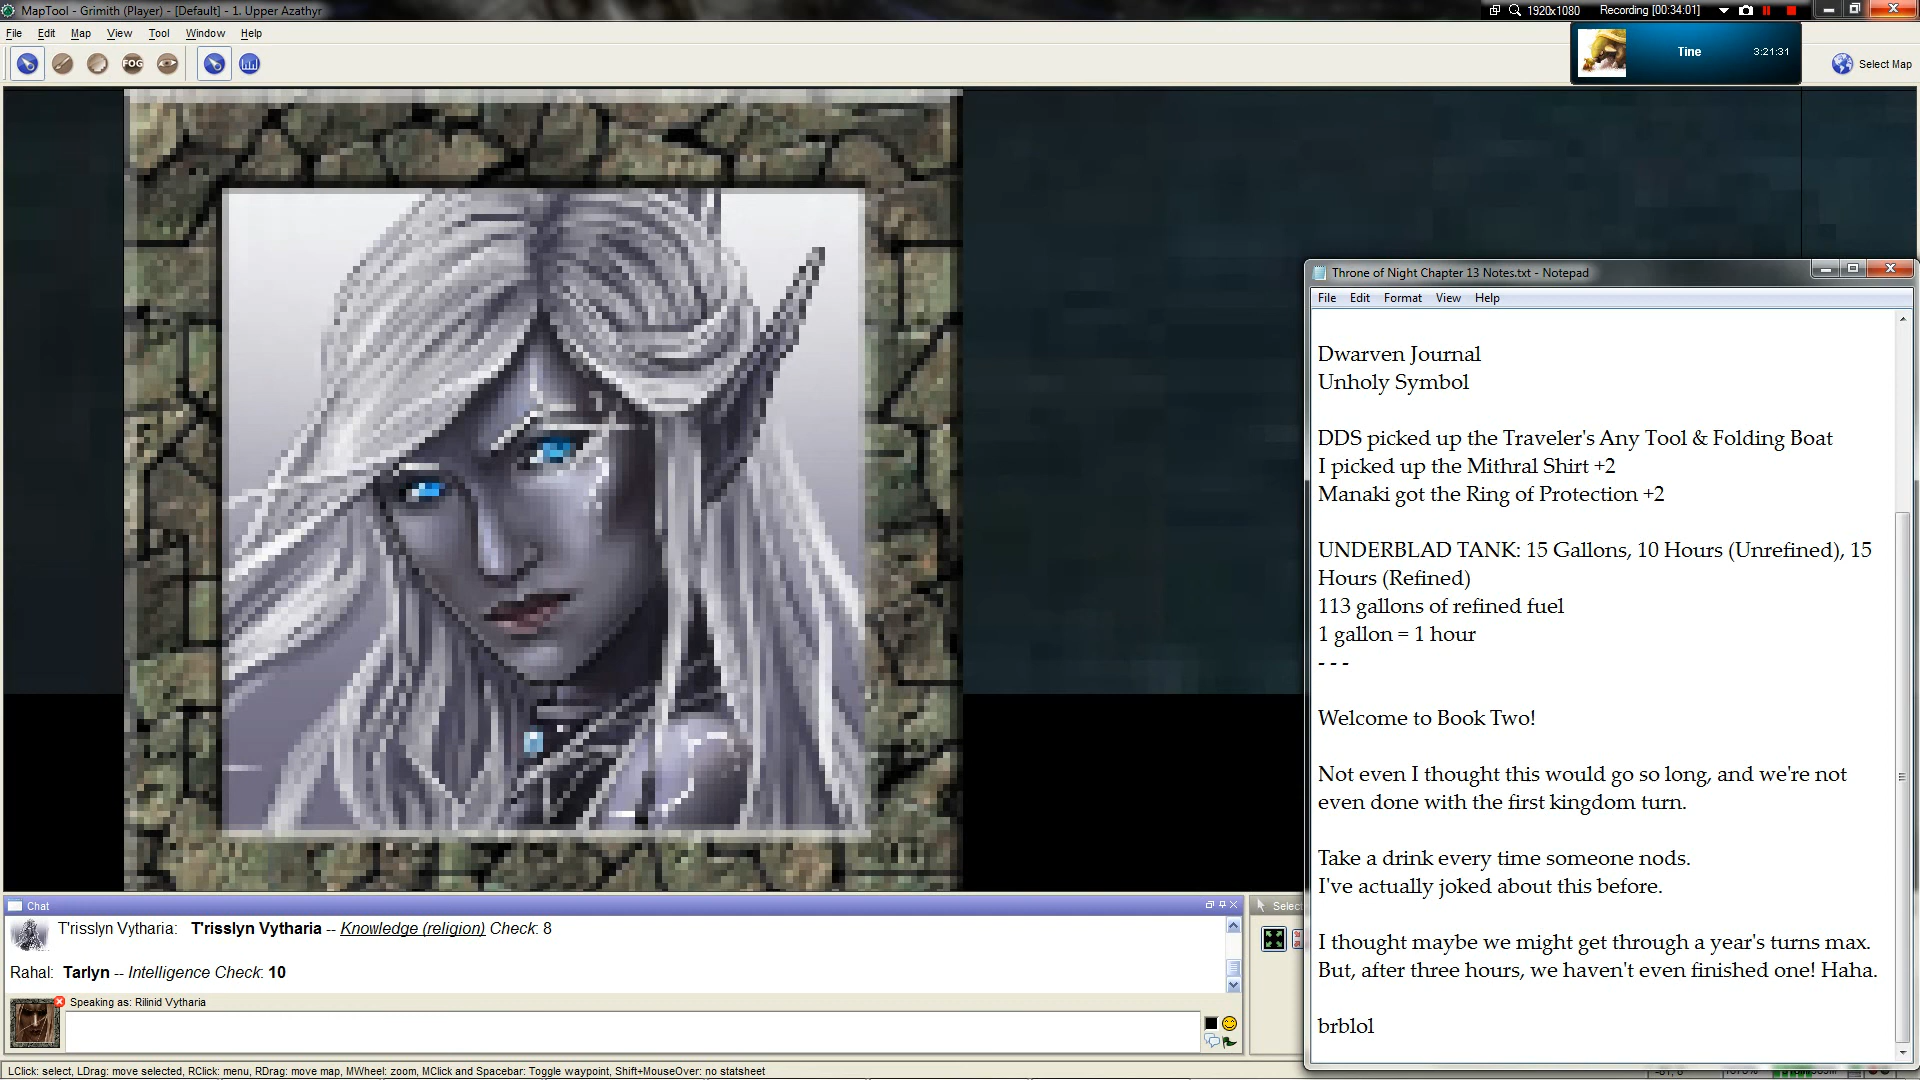 MapTool - Grimith (Player) - [Default] - 1. Upper Azathyr
1920x1080
Recording [00:34:01]
File Edit Map View Tool Window Help
FOG
Tine
3:21:31
Select Map
Throne of Night Chapter 13 Notes.txt - Notepad
File Edit Format View Help
Dwarven Journal
Unholy Symbol
DDS picked up the Traveler's Any Tool & Folding Boat
I picked up the Mithral Shirt +2
Manaki got the Ring of Protection +2
UNDERBLAD TANK: 15 Gallons, 10 Hours (Unrefined), 15
Hours (Refined)
113 gallons of refined fuel
1 gallon = 1 hour
- - -
Welcome to Book Two!
Not even I thought this would go so long, and we're not
even done with the first kingdom turn.
Take a drink every time someone nods.
I've actually joked about this before.
I thought maybe we might get through a year's turns max.
But, after three hours, we haven't even finished one! Haha.
brblol
Chat
Selec
T'risslyn Vytharia: T'risslyn Vytharia -- Knowledge (religion) Check: 8
Rahal: Tarlyn -- Intelligence Check: 10
Speaking as: Rilinid Vytharia
LClick: select, LDrag: move selected, RClick: menu, RDrag: move map, MWheel: zoom, MClick and Spacebar: Toggle waypoint, Shift+MouseOver: no statsheet